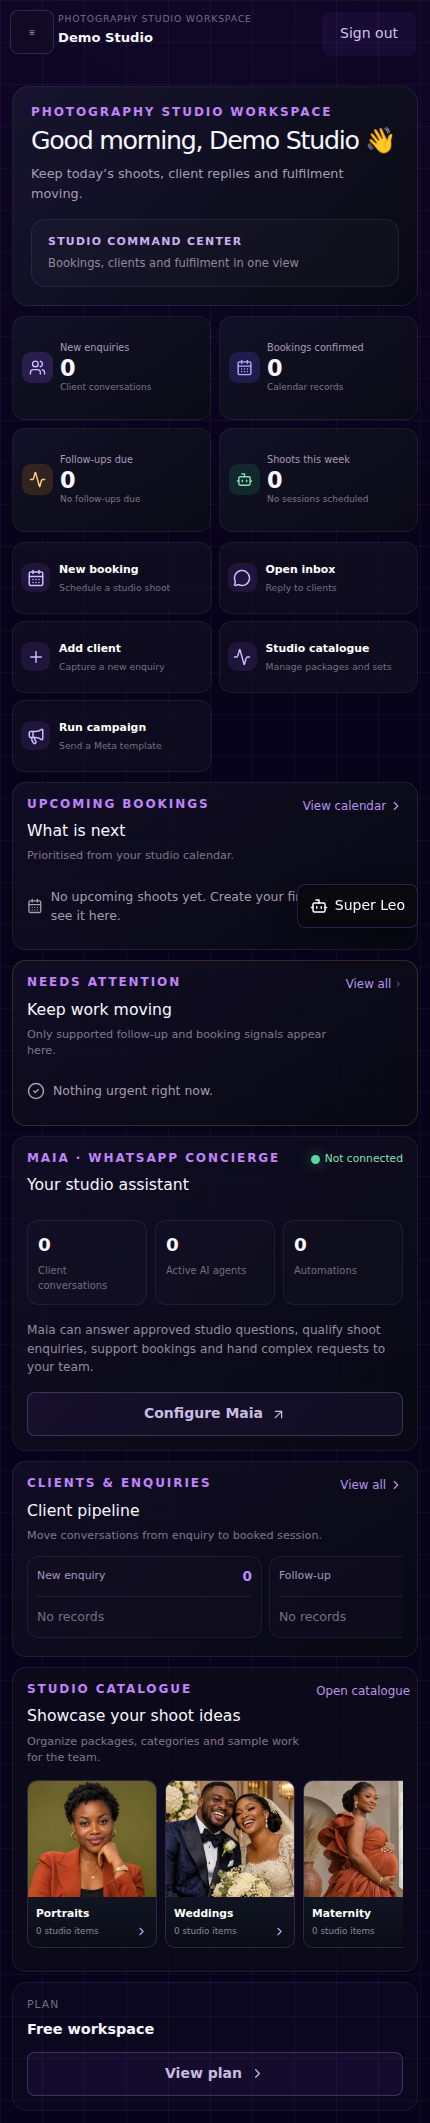 PHOTOGRAPHY STUDIO WORKSPACE
Demo Studio
Sign out
PHOTOGRAPHY STUDIO WORKSPACE
Good morning, Demo Studio 👋
Keep today’s shoots, client replies and fulfilment
moving.
STUDIO COMMAND CENTER
Bookings, clients and fulfilment in one view
New enquiries
0
Client conversations
Bookings confirmed
0
Calendar records
Follow-ups due
0
No follow-ups due
Shoots this week
0
No sessions scheduled
New booking
Schedule a studio shoot
Open inbox
Reply to clients
Add client
Capture a new enquiry
Studio catalogue
Manage packages and sets
Run campaign
Send a Meta template
UPCOMING BOOKINGS
View calendar
What is next
Prioritised from your studio calendar.
No upcoming shoots yet. Create your
see it here.
Super Leo
NEEDS ATTENTION
View all
Keep work moving
Only supported follow-up and booking signals appear
here.
Nothing urgent right now.
MAIA · WHATSAPP CONCIERGE
Not connected
Your studio assistant
0
Client
conversations
0
Active AI agents
0
Automations
Maia can answer approved studio questions, qualify shoot
enquiries, support bookings and hand complex requests to
your team.
Configure Maia
CLIENTS & ENQUIRIES
View all
Client pipeline
Move conversations from enquiry to booked session.
New enquiry
0
No records
Follow-up
No records
STUDIO CATALOGUE
Open catalogue
Showcase your shoot ideas
Organize packages, categories and sample work
for the team.
Portraits
0 studio items
Weddings
0 studio items
Maternity
0 studio items
PLAN
Free workspace
View plan